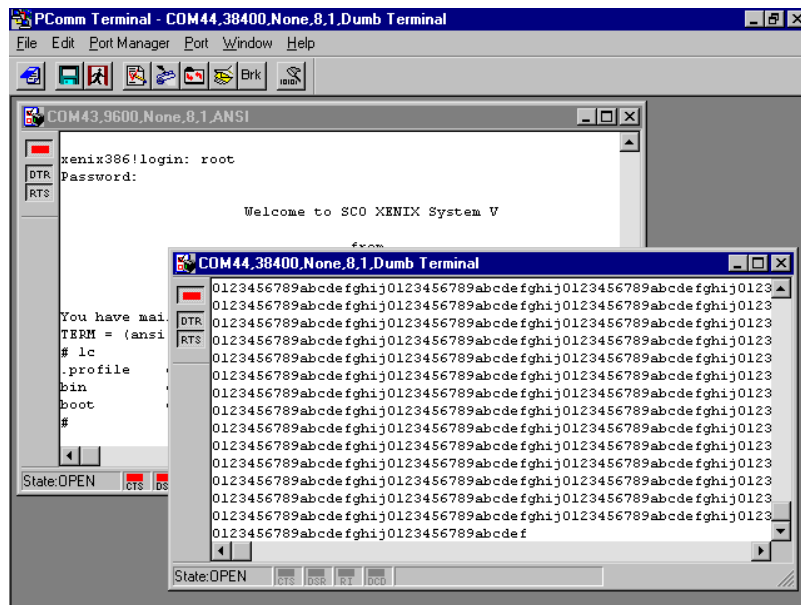 PComm Terminal - COM44,38400,None,8,1,Dumb Terminal
File Edit Port Manager Port Window Help
Brk
COM43,9600,None,8,1,ANSI
DTR
RTS
xenix386!login: root
Password:
Welcome to SCO XENIX System V
from
You have mai
TERM = (ansi
# lc
.profile
bin
boot
#
State:OPEN CTS
COM44,38400,None,8,1,Dumb Terminal
DTR
RTS
0123456789abcdefghij0123456789abcdefghij0123456789abcdefghij0123
0123456789abcdefghij0123456789abcdefghij0123456789abcdefghij0123
0123456789abcdefghij0123456789abcdefghij0123456789abcdefghij0123
0123456789abcdefghij0123456789abcdefghij0123456789abcdefghij0123
0123456789abcdefghij0123456789abcdefghij0123456789abcdefghij0123
0123456789abcdefghij0123456789abcdefghij0123456789abcdefghij0123
0123456789abcdefghij0123456789abcdefghij0123456789abcdefghij0123
0123456789abcdefghij0123456789abcdefghij0123456789abcdefghij0123
0123456789abcdefghij0123456789abcdefghij0123456789abcdefghij0123
0123456789abcdefghij0123456789abcdefghij0123456789abcdefghij0123
0123456789abcdefghij0123456789abcdefghij0123456789abcdefghij0123
0123456789abcdefghij0123456789abcdefghij0123456789abcdefghij0123
0123456789abcdefghij0123456789abcdefghij0123456789abcdefghij0123
0123456789abcdefghij0123456789abcdefghij0123456789abcdefghij0123
0123456789abcdefghij0123456789abcdef
State:OPEN CTS DSR RI DCD